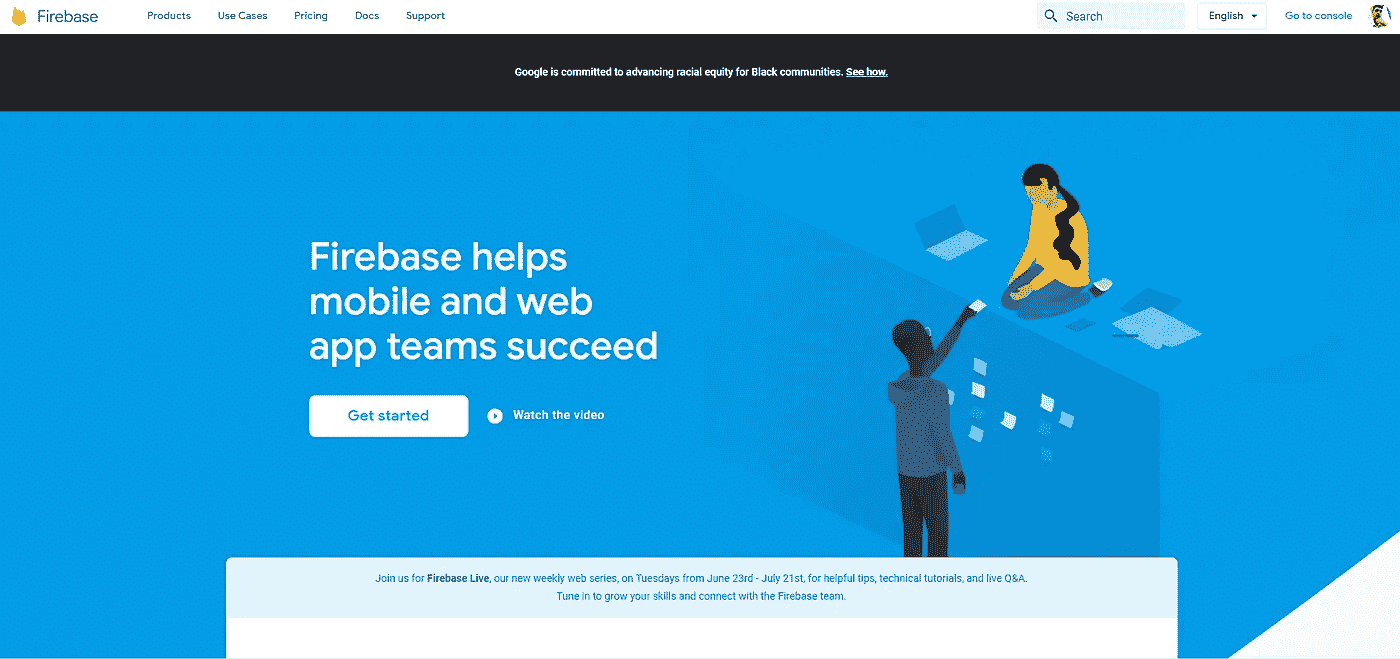 Firebase
Products
Use Cases
Pricing
Docs
Support
Search
English
Go to console
Google is committed to advancing racial equity for Black communities. See how.
Firebase helps
mobile and web
app teams succeed
Get started
Watch the video
Join us for Firebase Live, our new weekly web series, on Tuesdays from June 23rd - July 21st, for helpful tips, technical tutorials, and live Q&A.
Tune in to grow your skills and connect with the Firebase team.